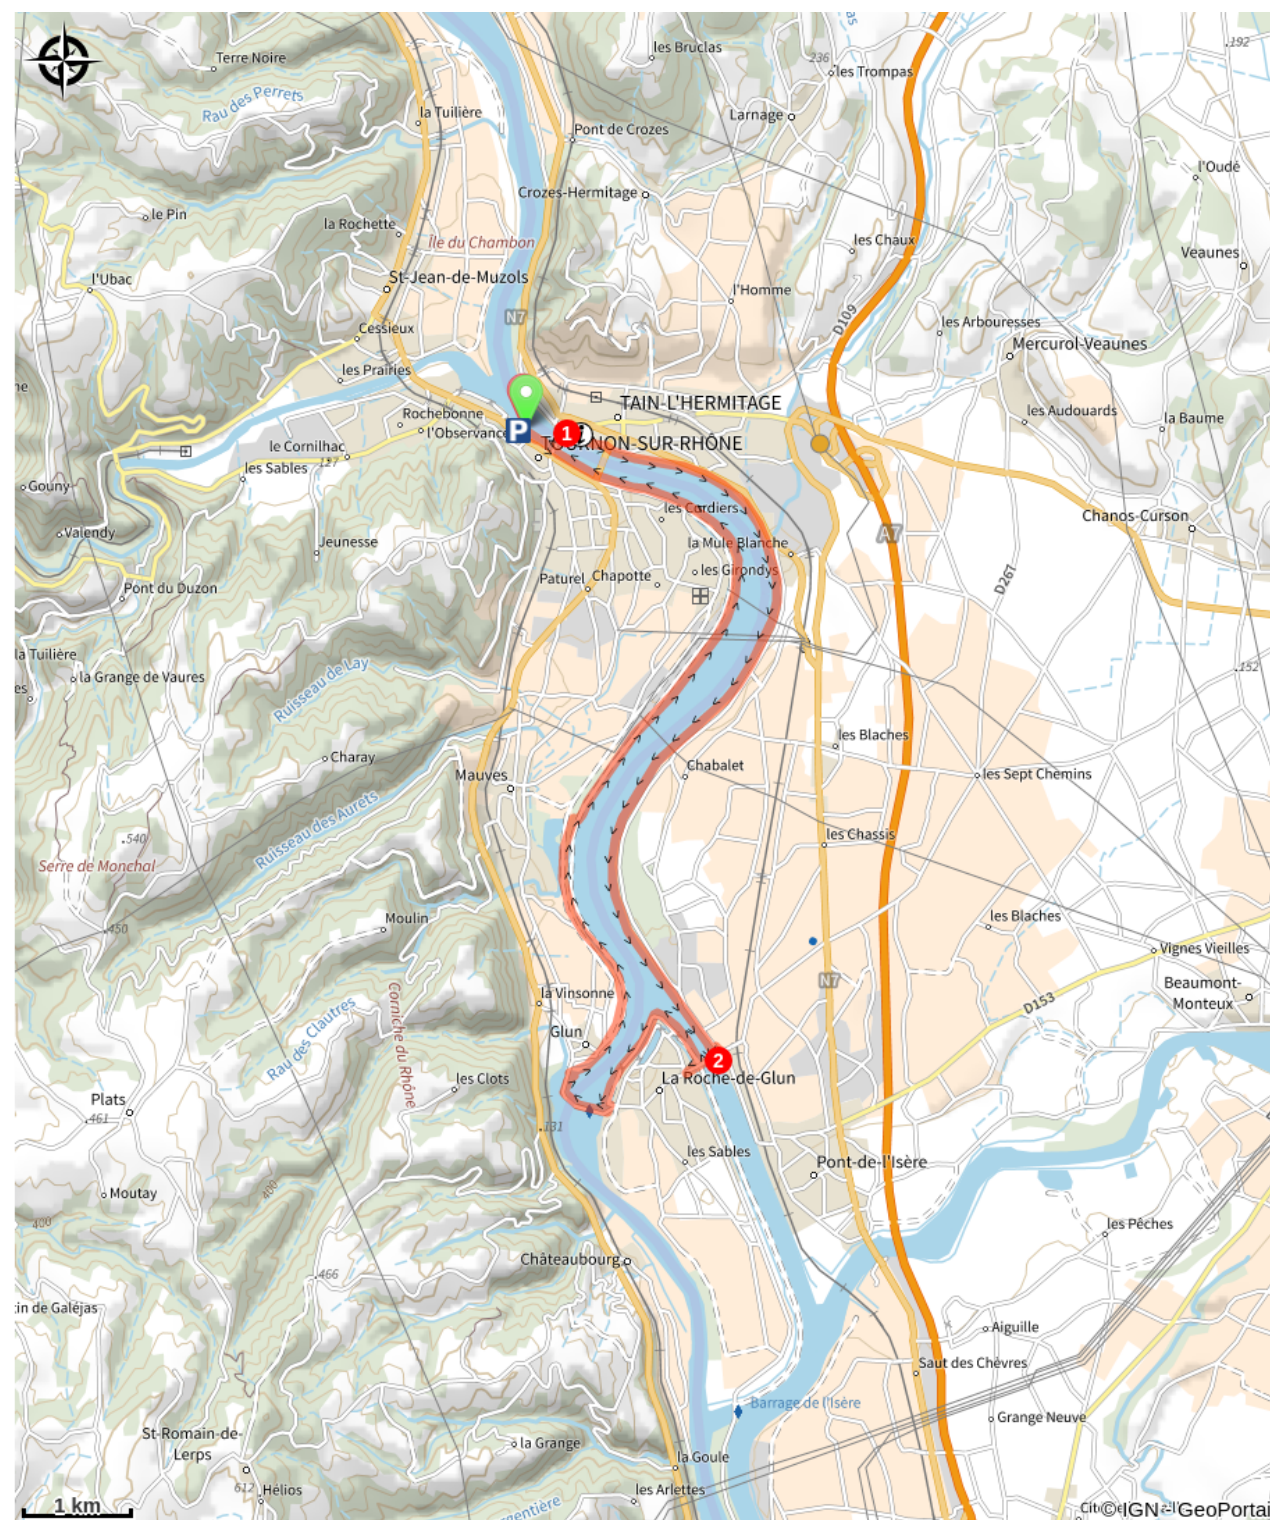 les Bruclas
.192
236
les Trompas
Terre Noire
Rau des Perrets
la Tuilière
Larnage
Pont de Crozes
l'Oudé
Crozes-Hermitage
le Pin
la Rochette
Île du Chambon
les Chaux
Veaunes
l'Ubac
St-Jean-de-Muzols
l'Homme
N7
D109
les Arbouresses
Cessieux
Mercurol-Veaunes
les Prairies
TAIN-L'HERMITAGE
Rochebonne
les Audouards
la Baume
P
1
l'Observance
TOURNON-SUR-RHÔNE
le Cornilhac
127
les Sables
Gouny
les Cordiers
Chanos-Curson
Valendy
Jeunesse
la Mule Blanche
A7
Paturel
Chapotte
les Girondys
D267
Pont du Duzon
la Tuilière
.152
la Grange de Vaures
Ruisseau de Lay
les Blaches
Charay
Chabalet
Mauves
les Sept Chemins
Ruisseau des Aurets
.540
les Chassis
Serre de Monchal
Moulin
les Blaches
.450
Vignes Vieilles
N7
Beaumont-
Monteux
la Vinsonne
D153
Corniche du Rhône
Rau des Clautres
Glun
2
les Clots
La Roche-de-Glun
Plats
.461
.131
les Sables
Pont-de-l'Isère
Moutay
400
400
les Pêches
Châteaubourg
.466
tin de Galéjas
Aiguille
Saut des Chèvres
Barrage de l'Isère
Grange Neuve
St-Romain-de-
Lerps
la Grange
la Goule
612
Hélios
les Arlettes
1 km
© IGN - GeoPortai